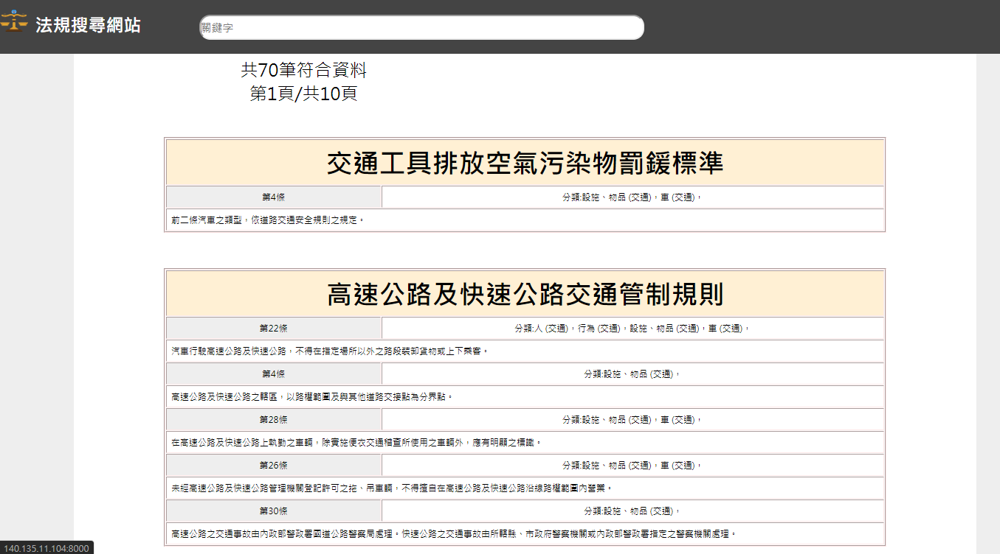 法規搜尋網站
關鍵字
共70筆符合資料
第1頁/共10頁
交通工具排放空氣污染物罰鍰標準
第4條 分類:設施、物品 (交通)，車 (交通)，
前二條汽車之類型，依道路交通安全規則之規定。
高速公路及快速公路交通管制規則
第22條 分類:人 (交通)，行為 (交通)，設施、物品 (交通)，車 (交通)，
汽車行駛高速公路及快速公路，不得在指定場所以外之路段裝卸貨物或上下乘客。
第4條 分類:設施、物品 (交通)，
高速公路及快速公路之轄區，以路權範圍及與其他道路交接點為分界點。
第28條 分類:設施、物品 (交通)，車 (交通)，
在高速公路及快速公路上執勤之車輛，除實施便衣交通稽查所使用之車輛外，應有明顯之標識。
第26條 分類:設施、物品 (交通)，車 (交通)，
未經高速公路及快速公路管理機關登記許可之拖、吊車輛，不得擅自在高速公路及快速公路沿線路權範圍內營業。
第30條 分類:設施、物品 (交通)，
高速公路之交通事故由內政部警政署國道公路警察局處理。快速公路之交通事故由所轄縣、市政府警察機關或內政部警政署指定之警察機關處理。
140.135.11.104:8000